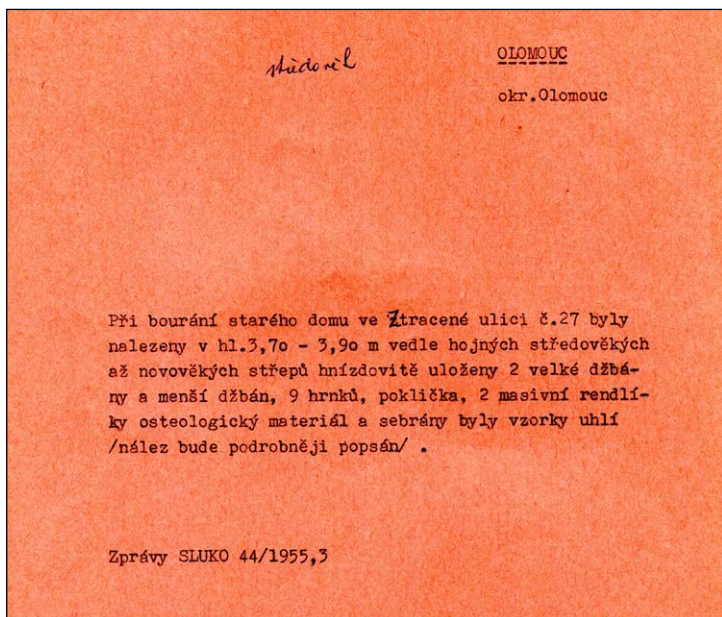 středověk
OLOMOUC
okr.Olomouc
Při bourání starého domu ve Ztracené ulici č.27 byly
nalezeny v hl.3,7o - 3,9o m vedle hojných středověkých
až novověkých střepů hnízdovitě uloženy 2 velké džbá-
ny a menší džbán, 9 hrnků, poklička, 2 masivní rendlí-
ky osteologický materiál a sebrány byly vzorky uhlí
/nález bude podrobněji popsán/ .
Zprávy SLUKO 44/1955,3